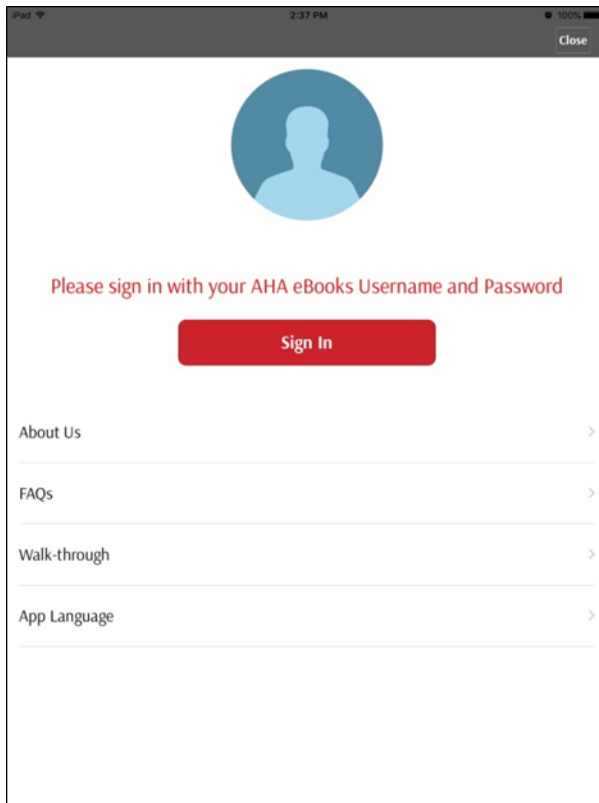 iPad 2:37 PM 100%
Close
Please sign in with your AHA eBooks Username and Password
Sign In
About Us
FAQs
Walk-through
App Language